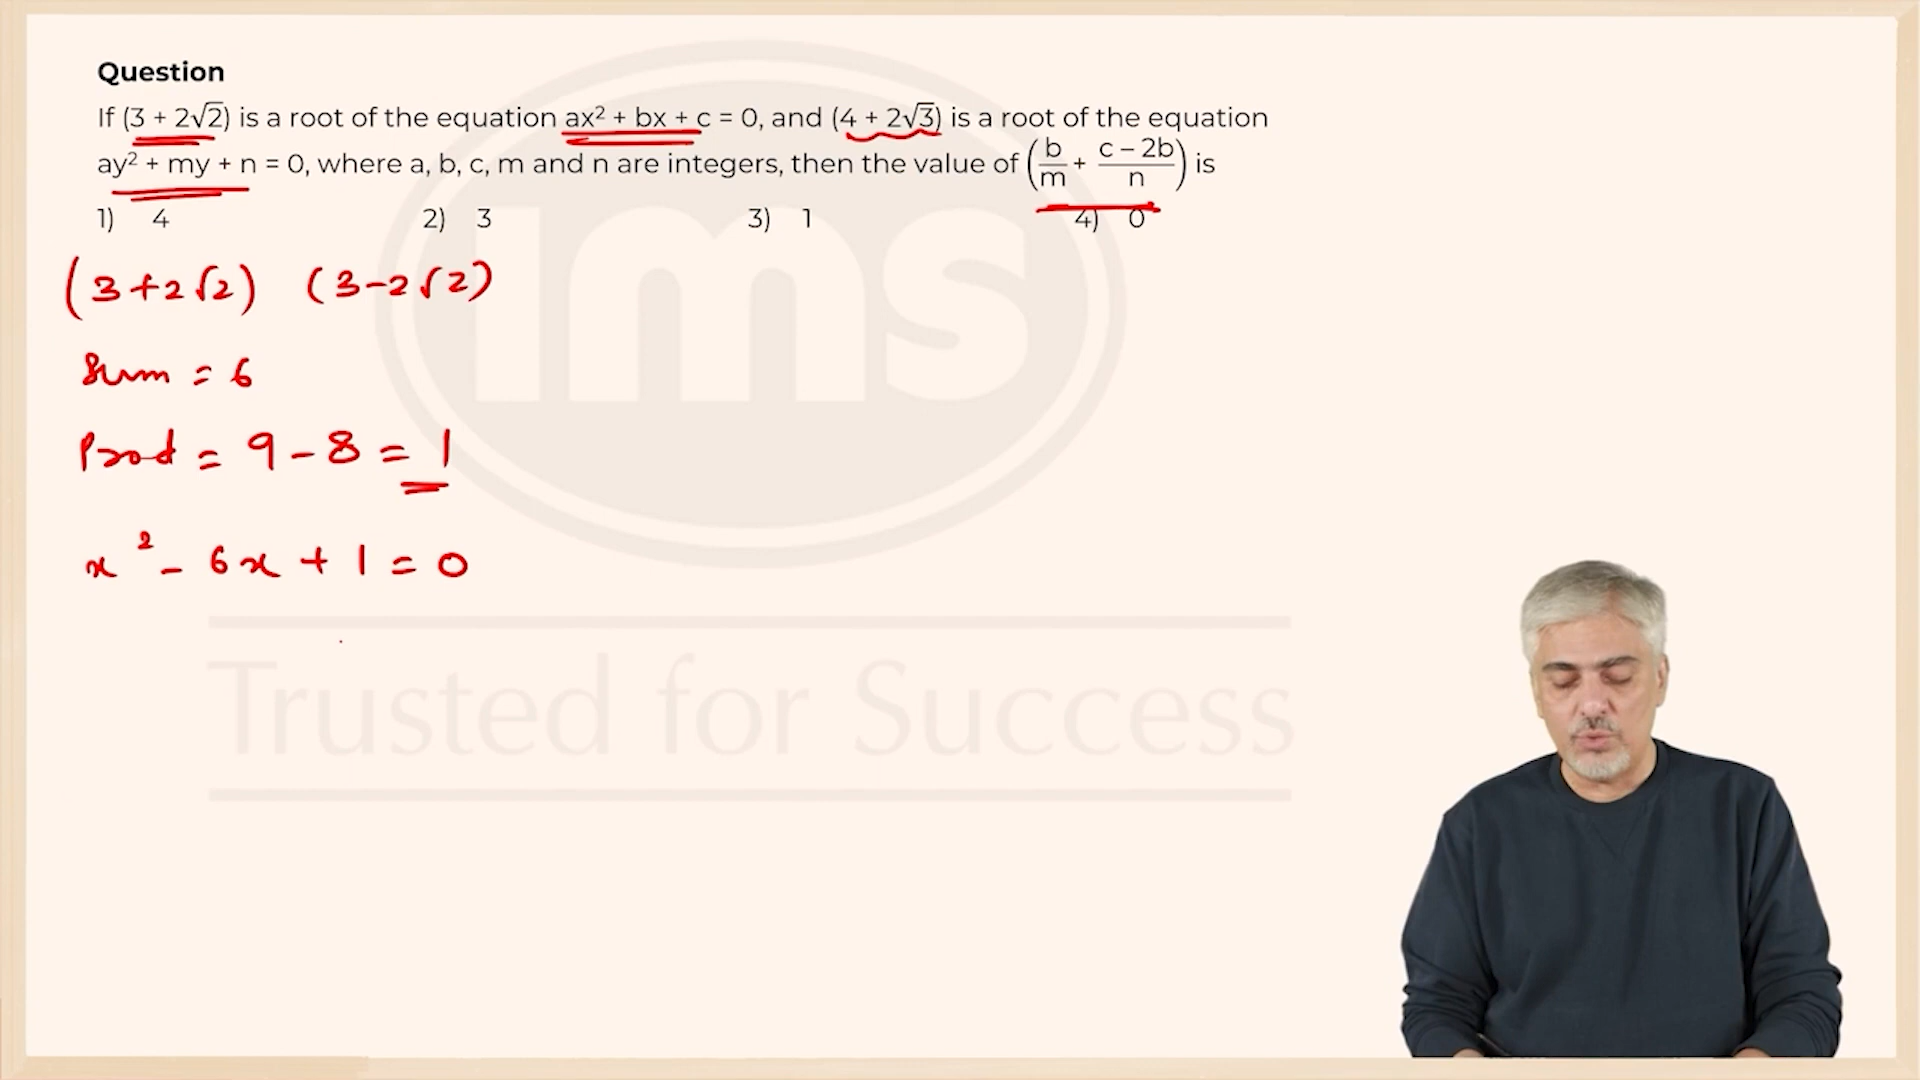 Question
If (3 + 2√2) is a root of the equation ax² + bx + c = 0, and (4 + 2√3) is a root of the equation
ay² + my + n = 0, where a, b, c, m and n are integers, then the value of (b/m + (c – 2b)/n) is
1) 4 2) 3 3) 1 4) 0
(3+2√2) (3-2√2)
Sum = 6
Prod = 9 - 8 = 1
x² - 6x + 1 = 0
ims
Trusted for Success